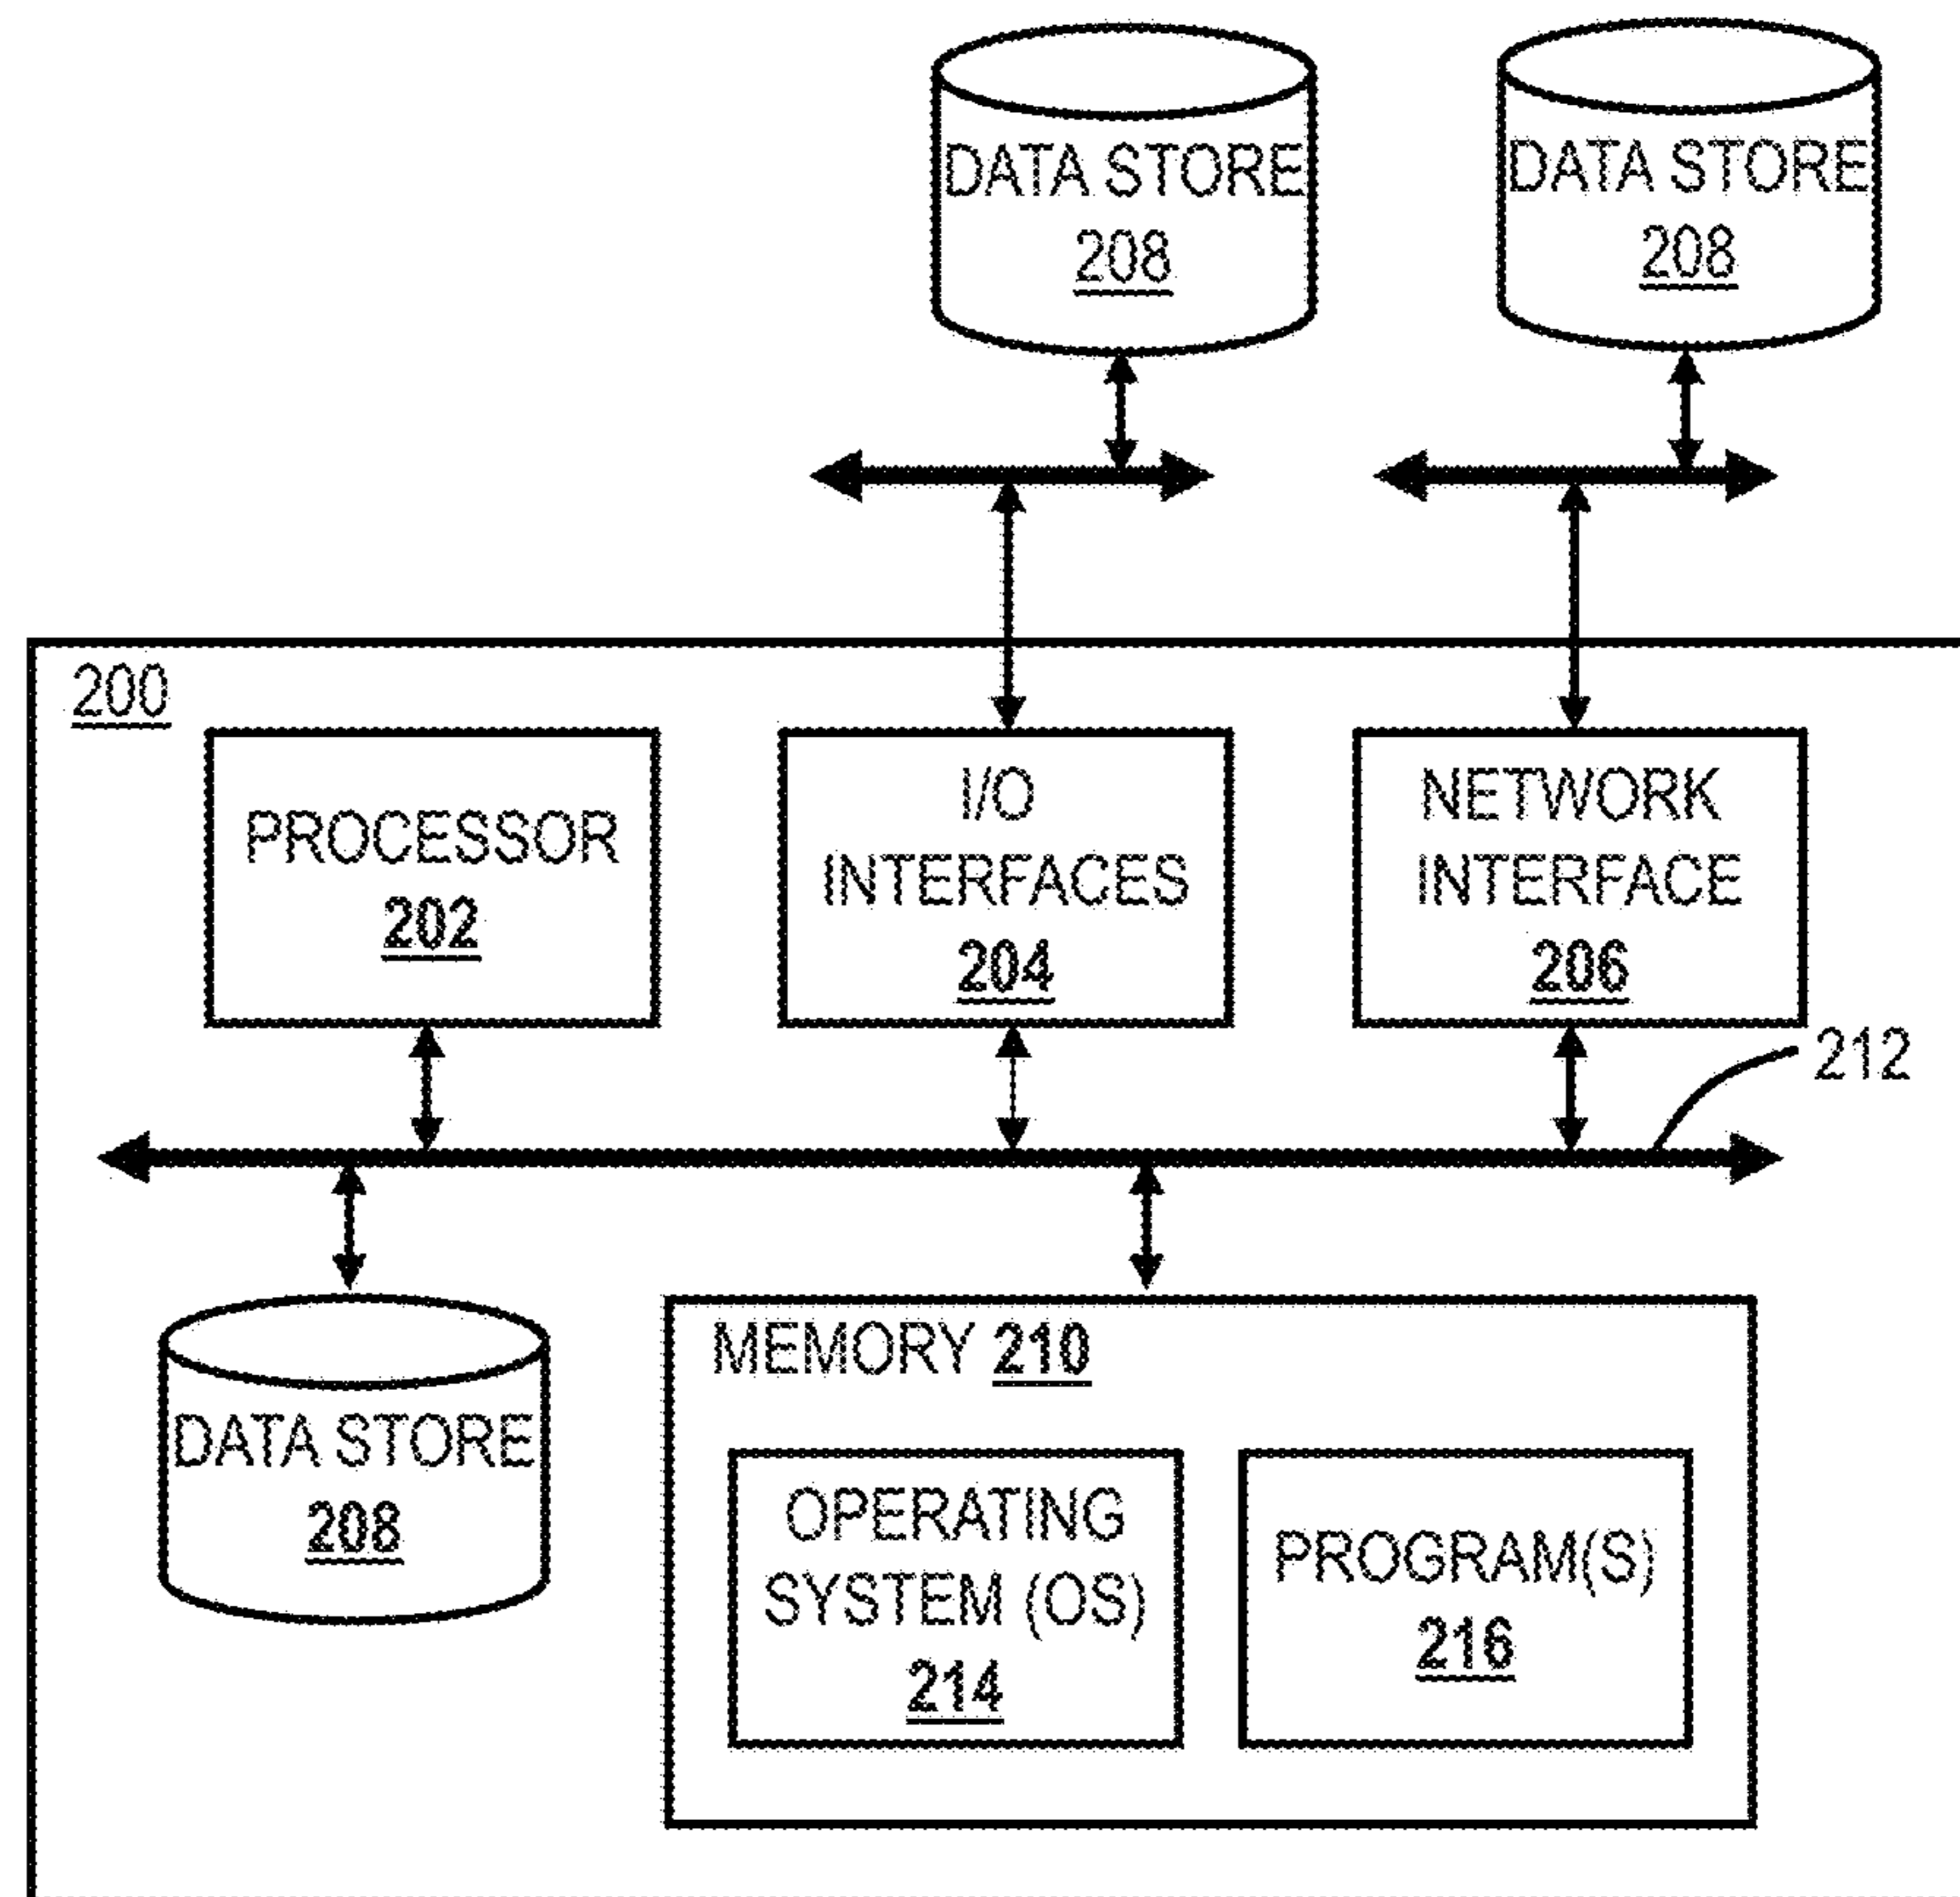 DATA STORE
208
DATA STORE
208
200
PROCESSOR
202
I/O
INTERFACES
204
NETWORK
INTERFACE
206
212
DATA STORE
208
MEMORY 210
OPERATING
SYSTEM (OS)
214
PROGRAM(S)
216